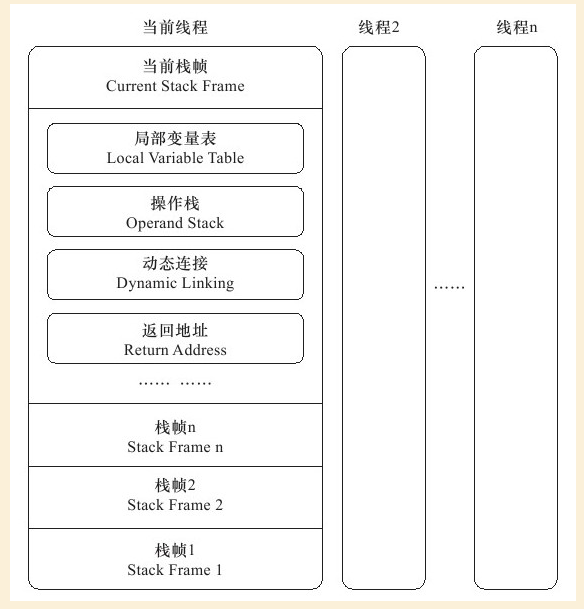 当前线程
线程2
线程n
当前栈帧
Current Stack Frame
局部变量表
Local Variable Table
操作栈
Operand Stack
动态连接
Dynamic Linking
返回地址
Return Address
…… ……
……
栈帧n
Stack Frame n
栈帧2
Stack Frame 2
栈帧1
Stack Frame 1